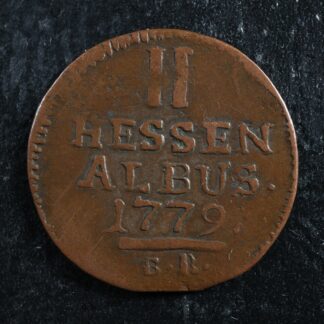 II
HESSEN
ALBUS.
1779.
B. R.